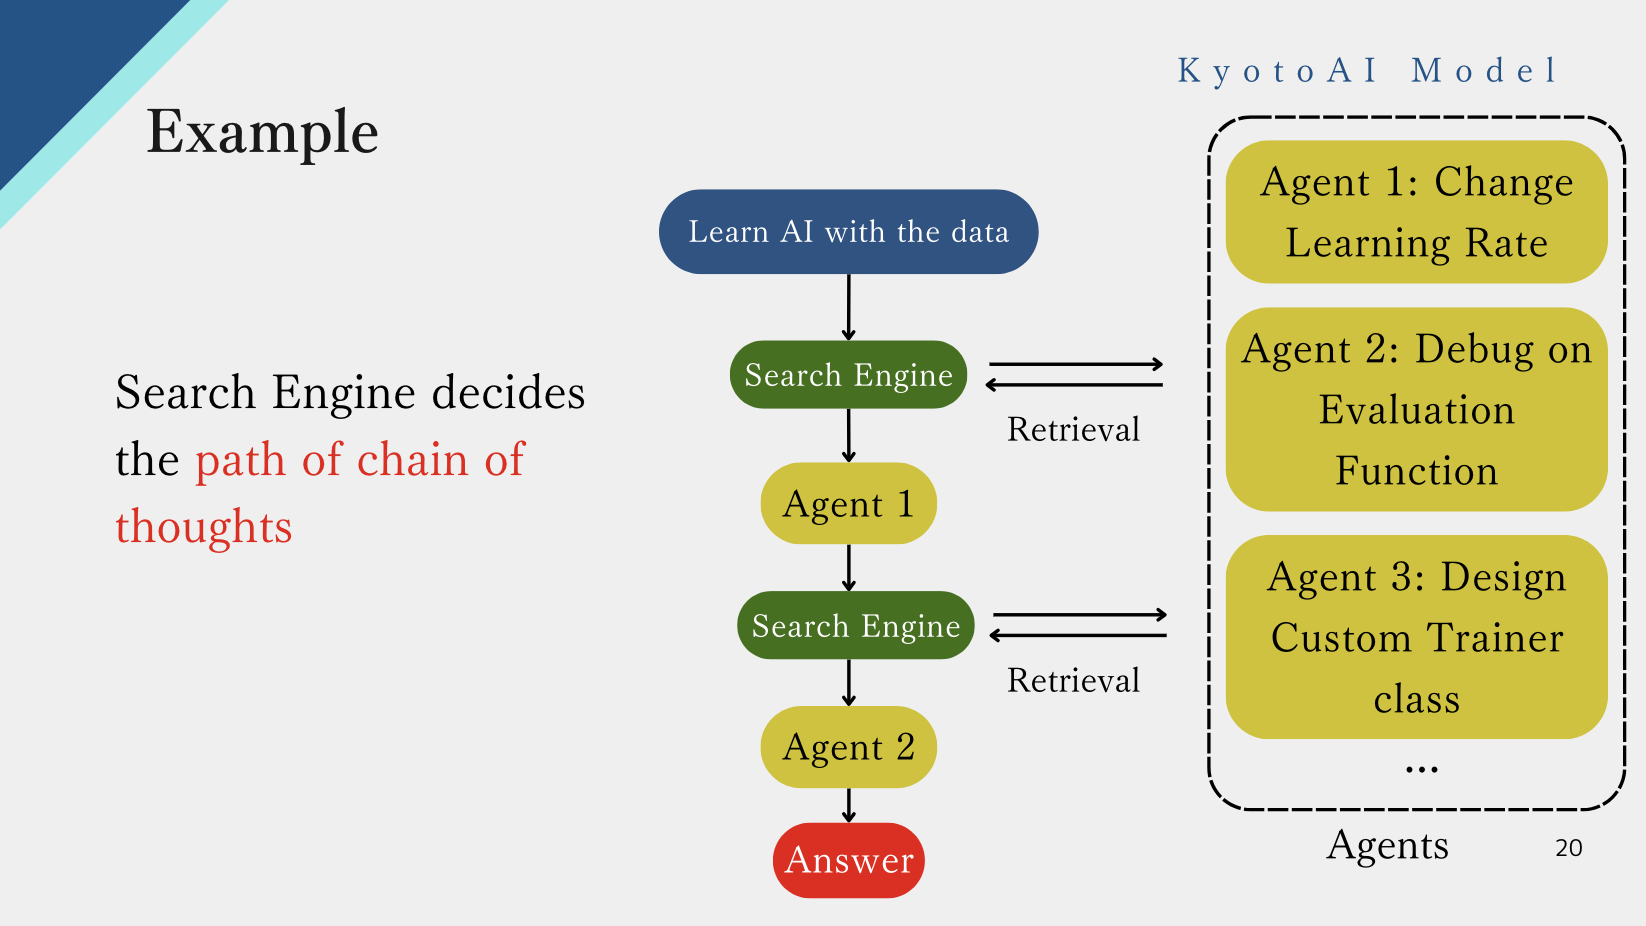 KyotoAI Model
Example
Search Engine decides
the path of chain of
thoughts
Learn AI with the data
Search Engine
Retrieval
Agent 1
Search Engine
Retrieval
Agent 2
Answer
Agent 1: Change
Learning Rate
Agent 2: Debug on
Evaluation
Function
Agent 3: Design
Custom Trainer
class
...
Agents
20